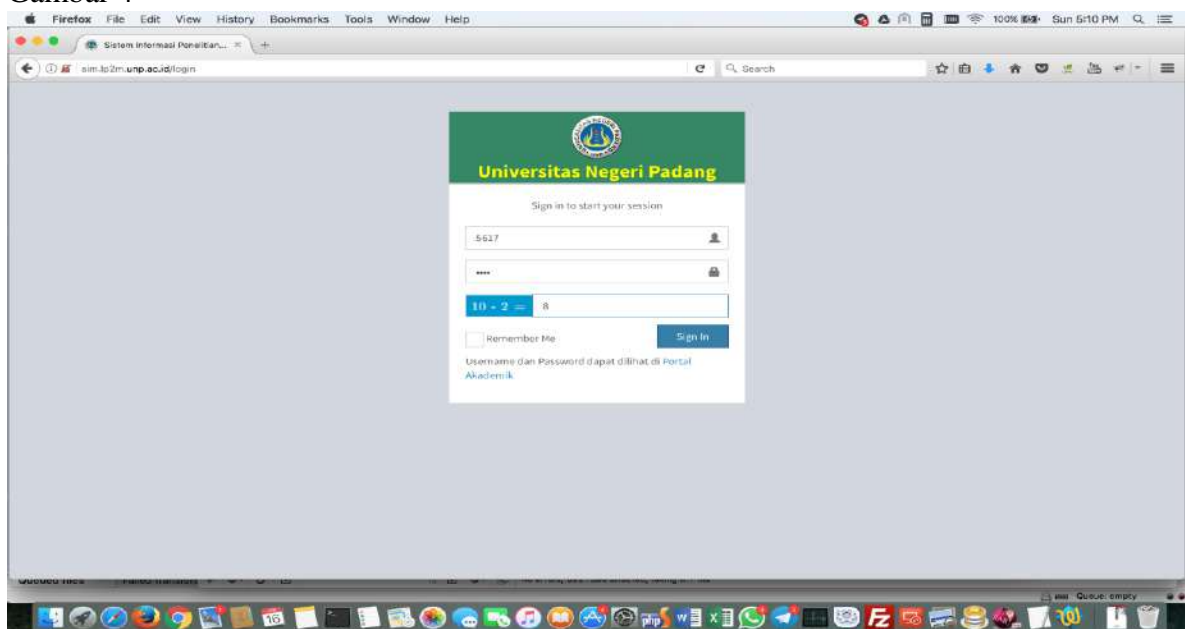 Firefox File Edit View History Bookmarks Tools Window Help
100%
Sun 5:10 PM
Sistem Informasi Penelitian...
sim.lp2m.unp.ac.id/login
Search
Universitas Negeri Padang
Sign in to start your session
5617
••••
10 - 2 = 8
Remember Me
Sign In
Username dan Password dapat dilihat di Portal
Akademik
Queue: empty